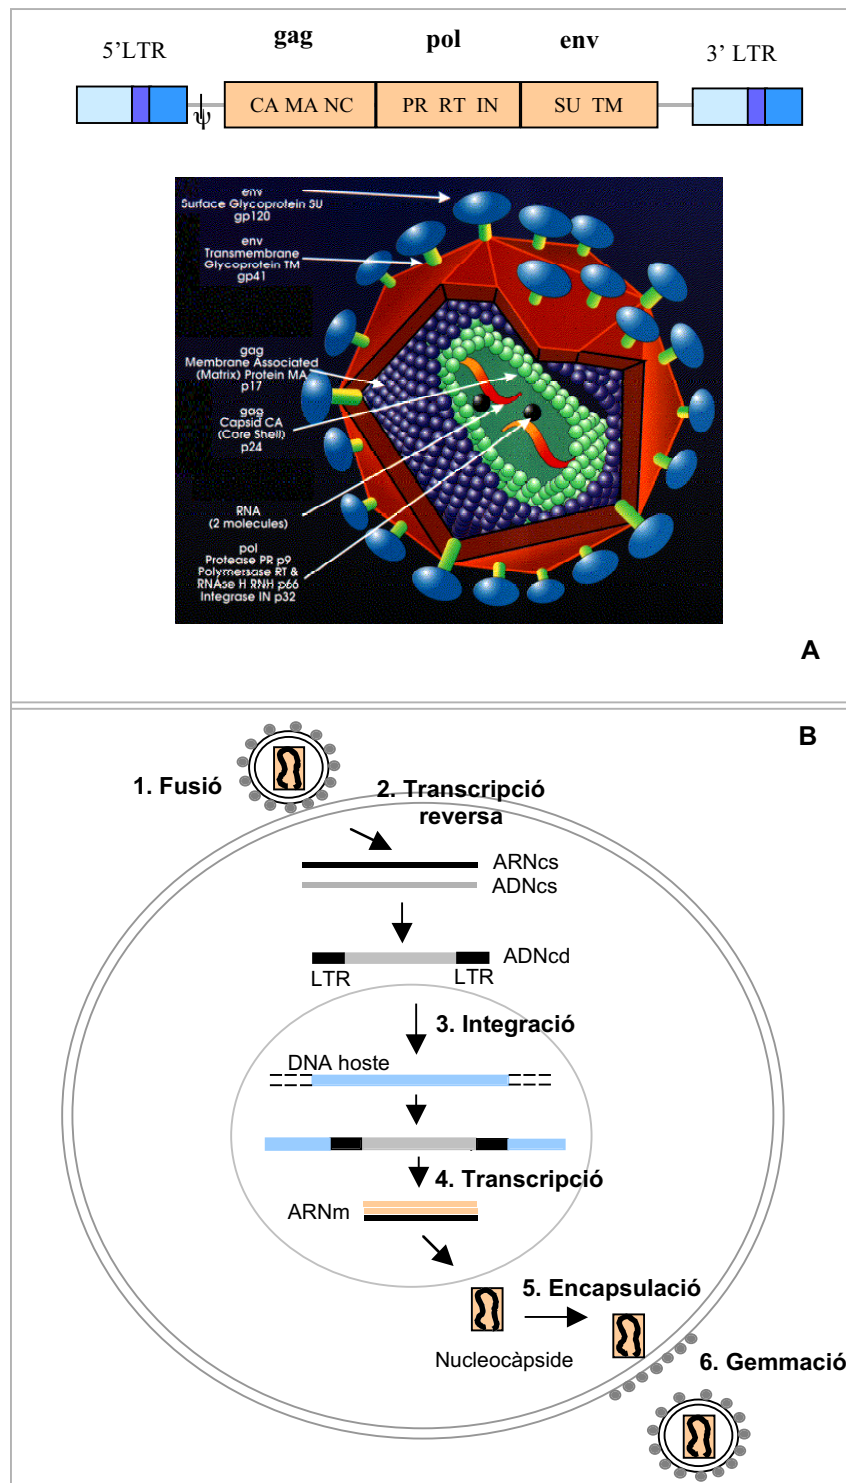 gag pol env
5'LTR 3' LTR
ψ
CA MA NC PR RT IN SU TM
env
Surface Glycoprotein SU
gp120
env
Transmembrane
Glycoprotein TM
gp41
gag
Membrane Associated
(Matrix) Protein MA
p17
gag
Capsid CA
(Core Shell)
p24
RNA
(2 molecules)
pol
Protease PR p9
Polymersase RT &
RNAse H RNH p66
Integrase IN p32
A
B
1. Fusió
2. Transcripció
reversa
ARNcs
ADNcs
ADNcd
LTR LTR
3. Integració
DNA hoste
4. Transcripció
ARNm
5. Encapsulació
Nucleocàpside
6. Gemmació